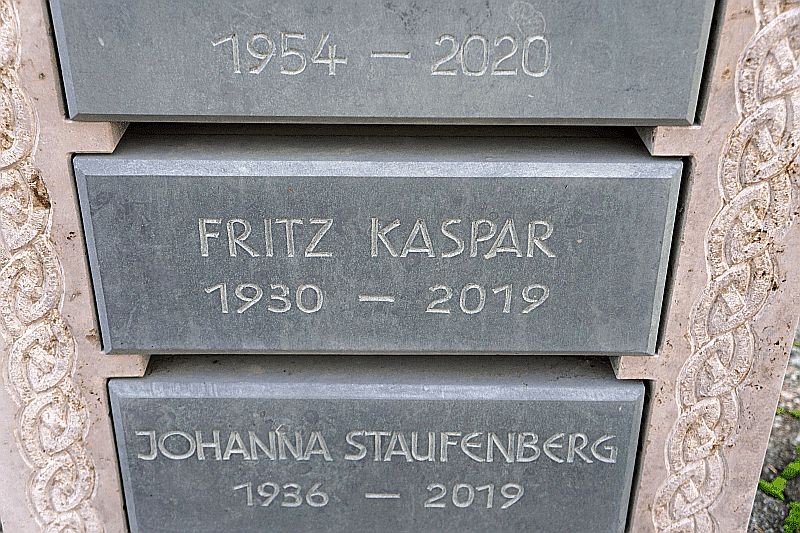 1954 – 2020
FRITZ KASPAR
1930 – 2019
JOHANNA STAUFENBERG
1936 – 2019